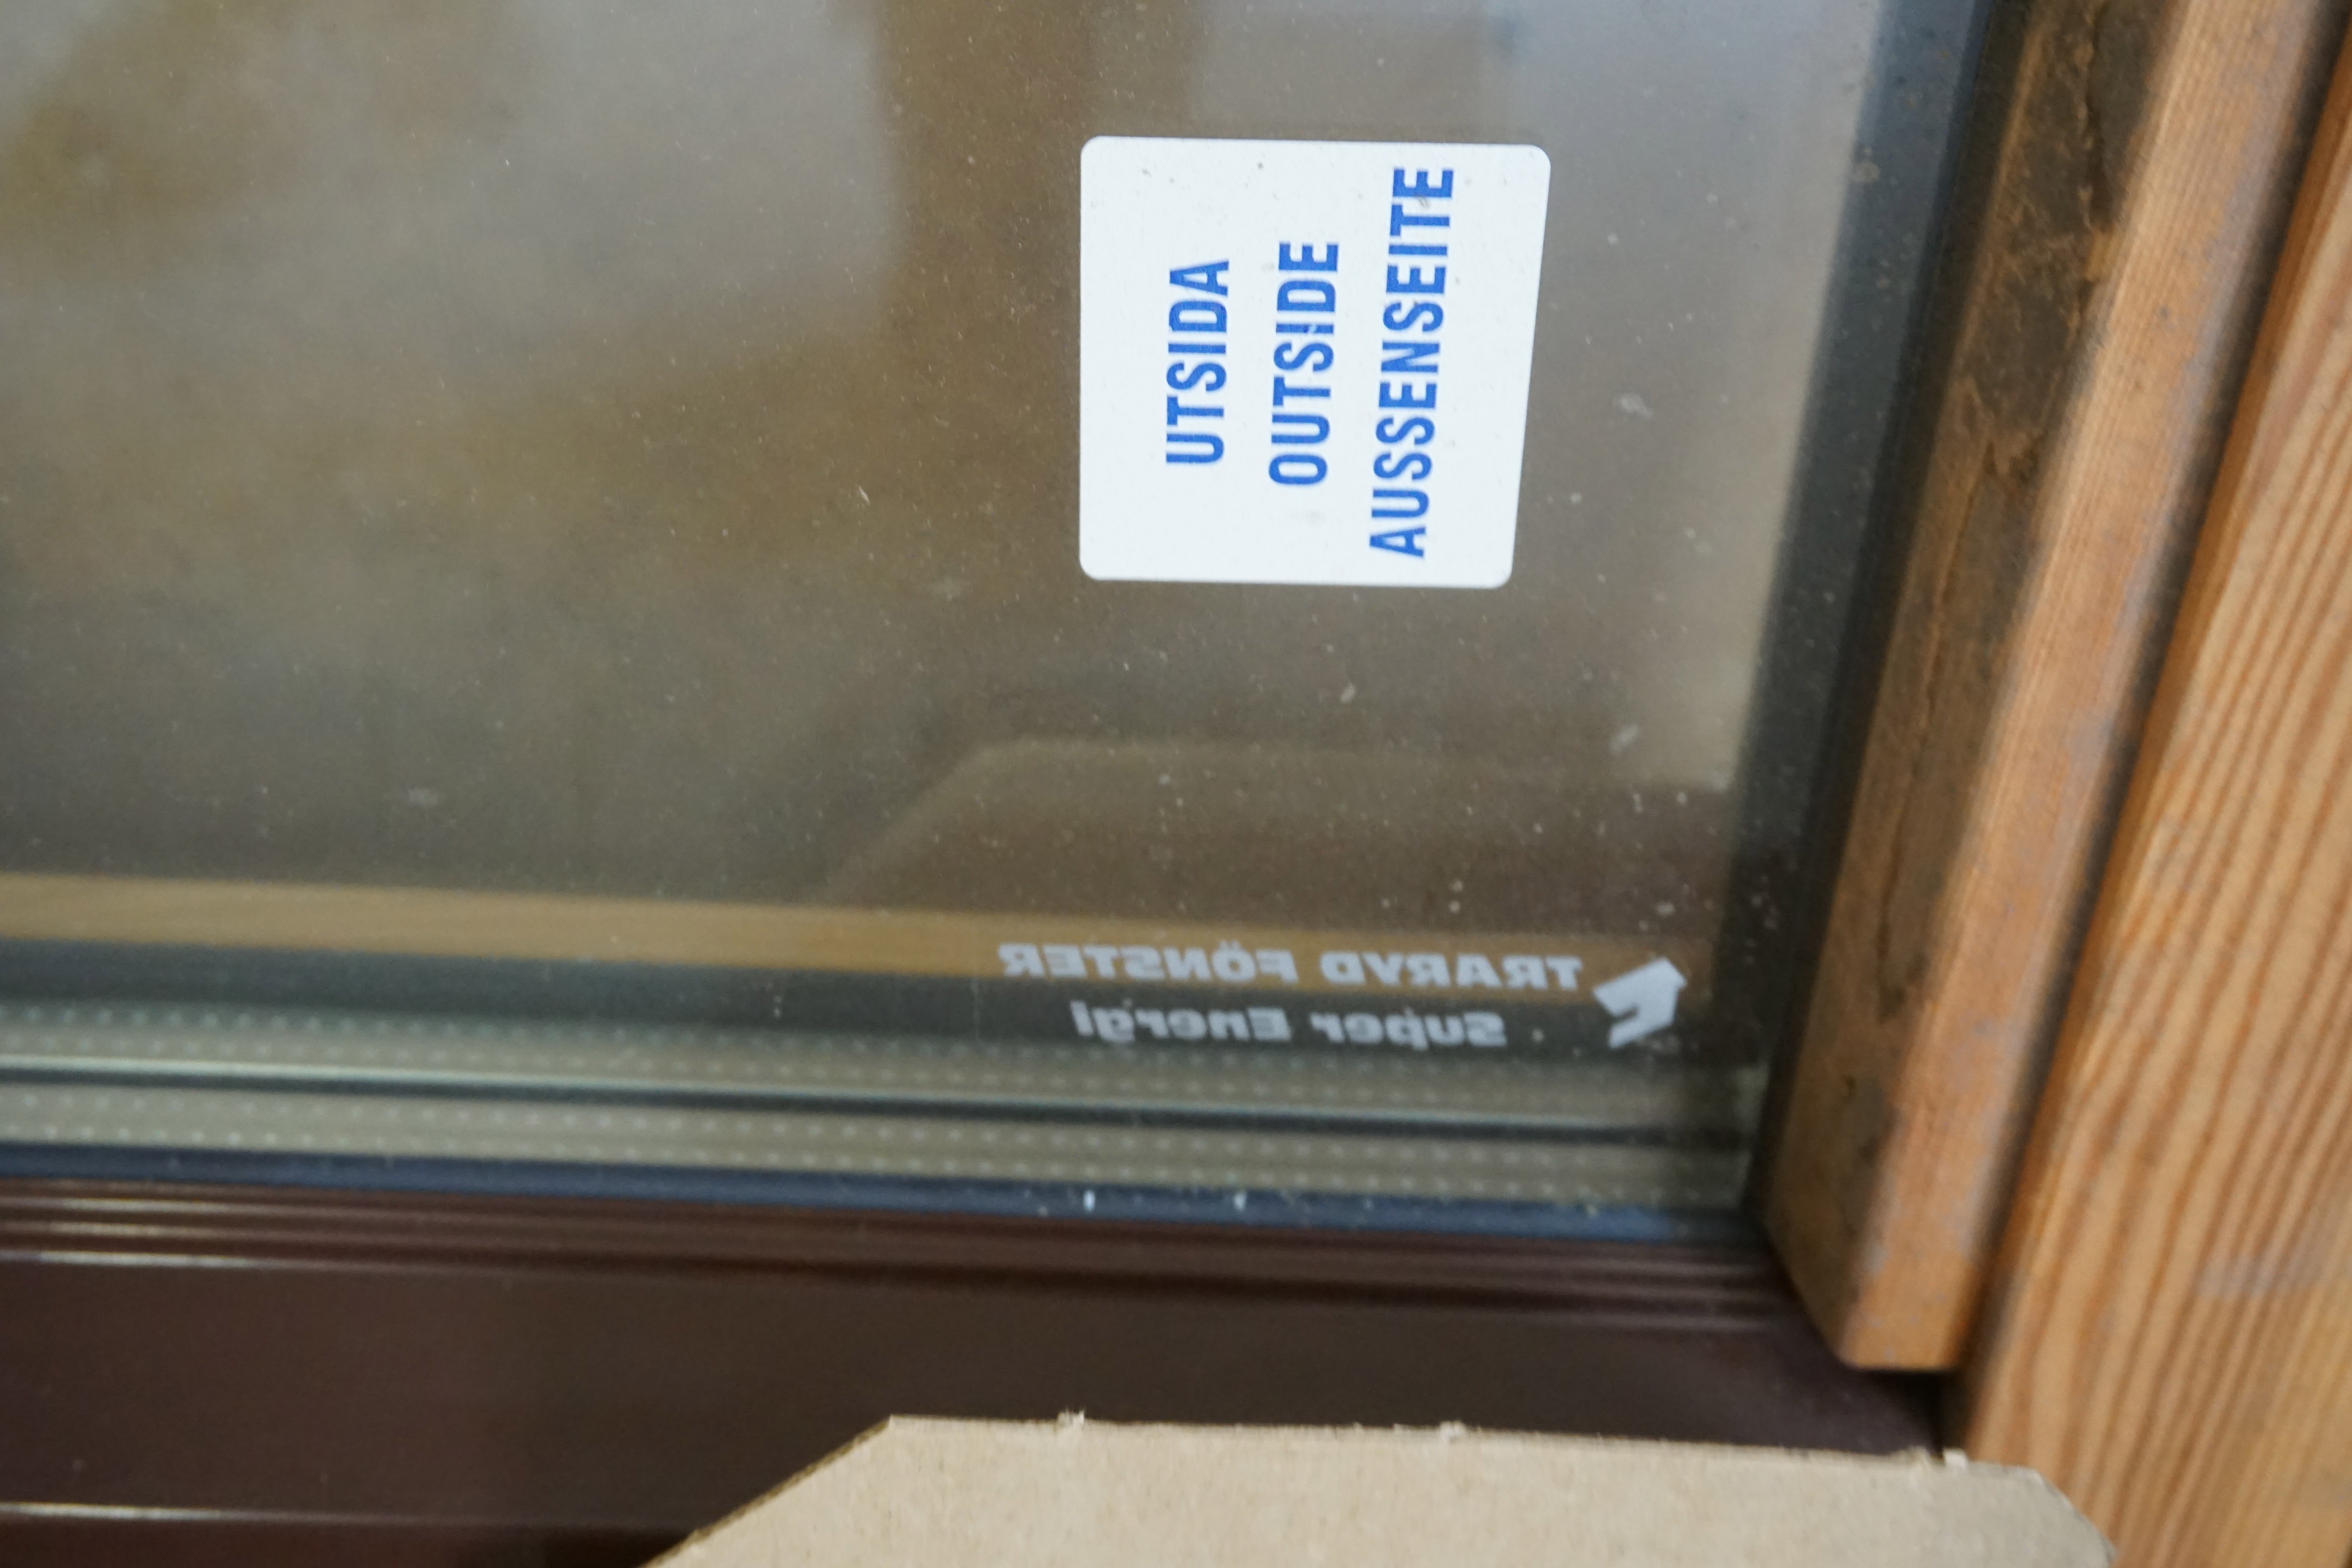 UTSIDA
OUTSIDE
AUSSENSEITE
TRARYD FÖNSTER
Super Energi